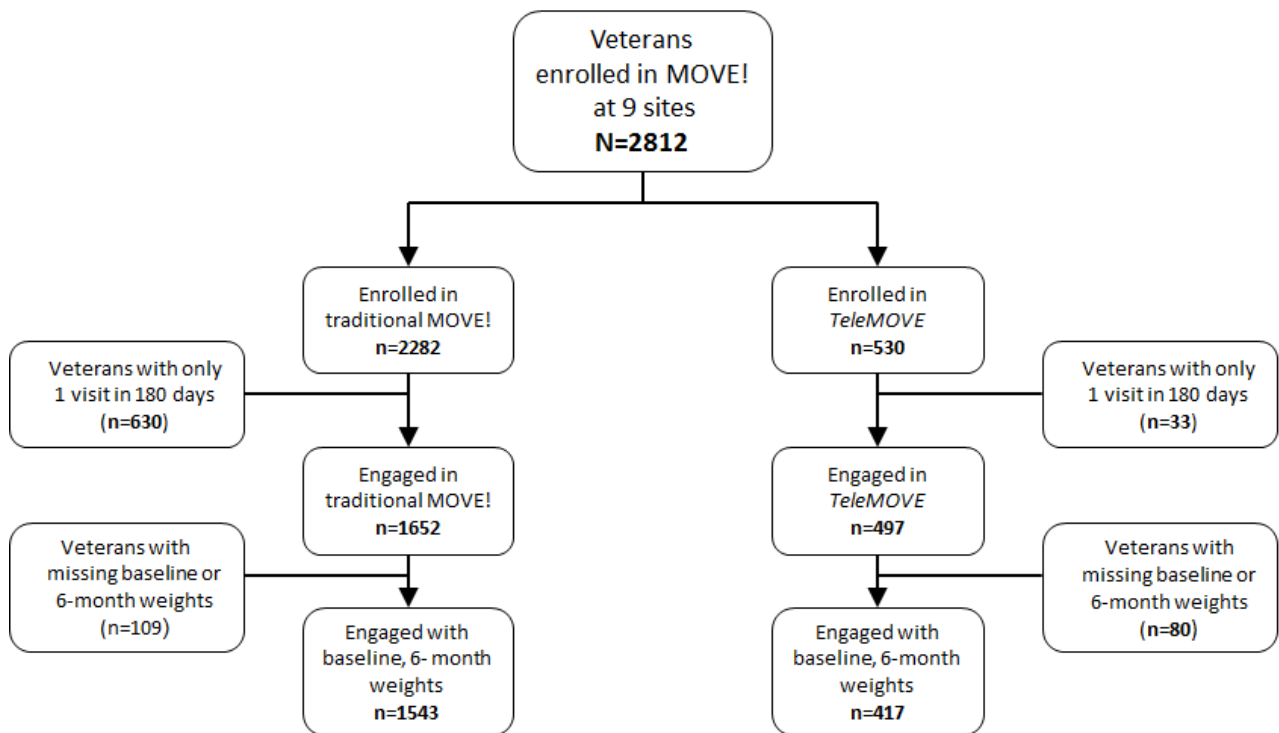 Veterans
enrolled in MOVE!
at 9 sites
N=2812
Enrolled in
traditional MOVE!
n=2282
Enrolled in
TeleMOVE
n=530
Veterans with only
1 visit in 180 days
(n=630)
Veterans with only
1 visit in 180 days
(n=33)
Engaged in
traditional MOVE!
n=1652
Engaged in
TeleMOVE
n=497
Veterans with
missing baseline or
6-month weights
(n=109)
Veterans with
missing baseline or
6-month weights
(n=80)
Engaged with
baseline, 6- month
weights
n=1543
Engaged with
baseline, 6-month
weights
n=417